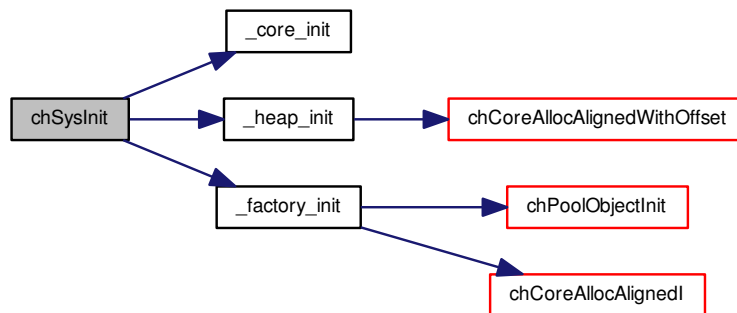 _core_init
chSysInit
_heap_init
chCoreAllocAlignedWithOffset
_factory_init
chPoolObjectInit
chCoreAllocAlignedI